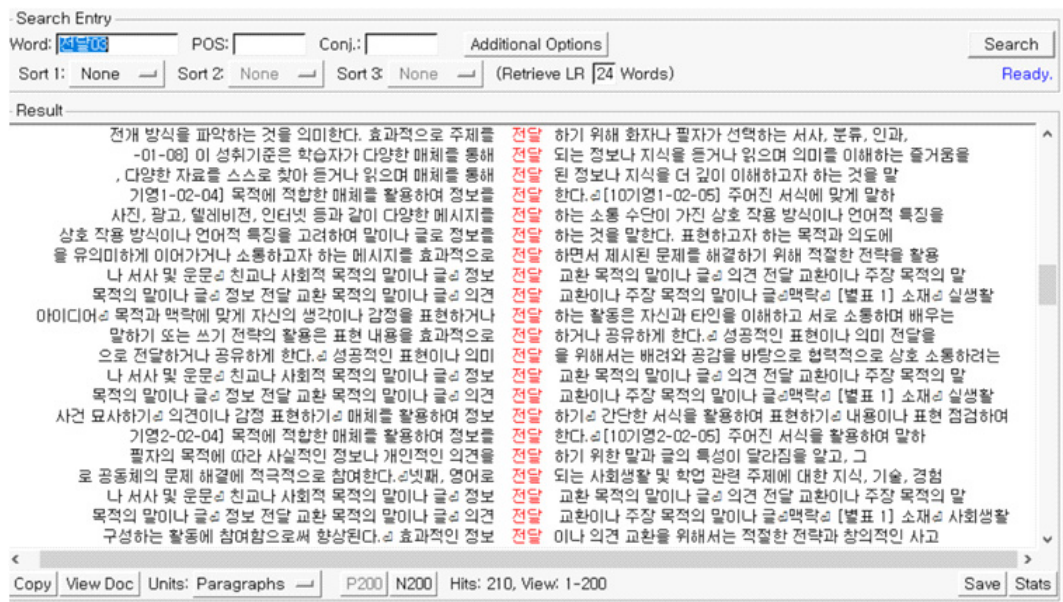 Search Entry
Word: 전달03 POS: Conj.: Additional Options Search
Sort 1: None Sort 2: None Sort 3: None (Retrieve LR 24 Words) Ready.
Result
전개 방식을 파악하는 것을 의미한다. 효과적으로 주제를 전달 하기 위해 화자나 필자가 선택하는 서사, 분류, 인과,
-01-08] 이 성취기준은 학습자가 다양한 매체를 통해 전달 되는 정보나 지식을 듣거나 읽으며 의미를 이해하는 즐거움을
, 다양한 자료를 스스로 찾아 듣거나 읽으며 매체를 통해 전달 된 정보나 지식을 더 깊이 이해하고자 하는 것을 말
기영1-02-04] 목적에 적합한 매체를 활용하여 정보를 전달 한다.⏎[10기영1-02-05] 주어진 서식에 맞게 말하
사진, 광고, 텔레비전, 인터넷 등과 같이 다양한 메시지를 전달 하는 소통 수단이 가진 상호 작용 방식이나 언어적 특징을
상호 작용 방식이나 언어적 특징을 고려하여 말이나 글로 정보를 전달 하는 것을 말한다. 표현하고자 하는 목적과 의도에
을 유의미하게 이어가거나 소통하고자 하는 메시지를 효과적으로 전달 하면서 제시된 문제를 해결하기 위해 적절한 전략을 활용
나 서사 및 운문⏎ 친교나 사회적 목적의 말이나 글⏎ 정보 전달 교환 목적의 말이나 글⏎ 의견 전달 교환이나 주장 목적의 말
목적의 말이나 글⏎ 정보 전달 교환 목적의 말이나 글⏎ 의견 전달 교환이나 주장 목적의 말이나 글⏎맥락⏎ [별표 1] 소재⏎ 실생활
아이디어⏎ 목적과 맥락에 맞게 자신의 생각이나 감정을 표현하거나 전달 하는 활동은 자신과 타인을 이해하고 서로 소통하며 배우는
말하기 또는 쓰기 전략의 활용은 표현 내용을 효과적으로 전달 하거나 공유하게 한다.⏎ 성공적인 표현이나 의미 전달을
으로 전달하거나 공유하게 한다.⏎ 성공적인 표현이나 의미 전달 을 위해서는 배려와 공감을 바탕으로 협력적으로 상호 소통하려는
나 서사 및 운문⏎ 친교나 사회적 목적의 말이나 글⏎ 정보 전달 교환 목적의 말이나 글⏎ 의견 전달 교환이나 주장 목적의 말
목적의 말이나 글⏎ 정보 전달 교환 목적의 말이나 글⏎ 의견 전달 교환이나 주장 목적의 말이나 글⏎맥락⏎ [별표 1] 소재⏎ 실생활
사건 묘사하기⏎ 의견이나 감정 표현하기⏎ 매체를 활용하여 정보 전달 하기⏎ 간단한 서식을 활용하여 표현하기⏎ 내용이나 표현 점검하여
기영2-02-04] 목적에 적합한 매체를 활용하여 정보를 전달 한다.⏎[10기영2-02-05] 주어진 서식을 활용하여 말하
필자의 목적에 따라 사실적인 정보나 개인적인 의견을 전달 하기 위한 말과 글의 특성이 달라짐을 알고, 그
로 공동체의 문제 해결에 적극적으로 참여한다.⏎넷째, 영어로 전달 되는 사회생활 및 학업 관련 주제에 대한 지식, 기술, 경험
나 서사 및 운문⏎ 친교나 사회적 목적의 말이나 글⏎ 정보 전달 교환 목적의 말이나 글⏎ 의견 전달 교환이나 주장 목적의 말
목적의 말이나 글⏎ 정보 전달 교환 목적의 말이나 글⏎ 의견 전달 교환이나 주장 목적의 말이나 글⏎맥락⏎ [별표 1] 소재⏎ 사회생활
구성하는 활동에 참여함으로써 향상된다.⏎ 효과적인 정보 전달 이나 의견 교환을 위해서는 적절한 전략과 창의적인 사고
Copy View Doc Units: Paragraphs P200 N200 Hits: 210, View: 1-200 Save Stats